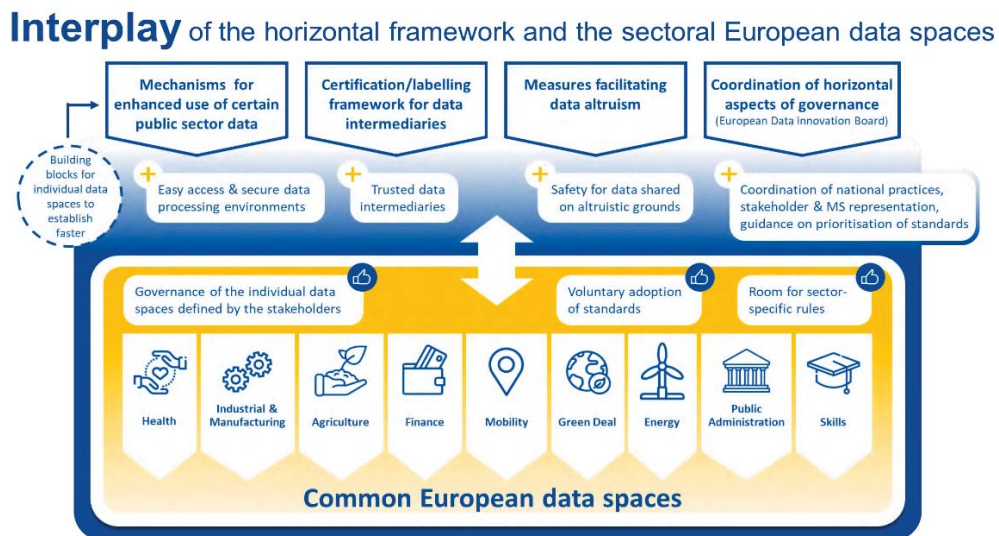 Interplay of the horizontal framework and the sectoral European data spaces
Mechanisms for
enhanced use of certain
public sector data
Certification/labelling
framework for data
intermediaries
Measures facilitating
data altruism
Coordination of horizontal
aspects of governance
(European Data Innovation Board)
Building
blocks for
individual data
spaces to
establish
faster
Easy access & secure data
processing environments
Trusted data
intermediaries
Safety for data shared
on altruistic grounds
Coordination of national practices,
stakeholder & MS representation,
guidance on prioritisation of standards
Governance of the individual data
spaces defined by the stakeholders
Voluntary adoption
of standards
Room for sector-
specific rules
Health
Industrial &
Manufacturing
Agriculture
Finance
Mobility
Green Deal
Energy
Public
Administration
Skills
Common European data spaces